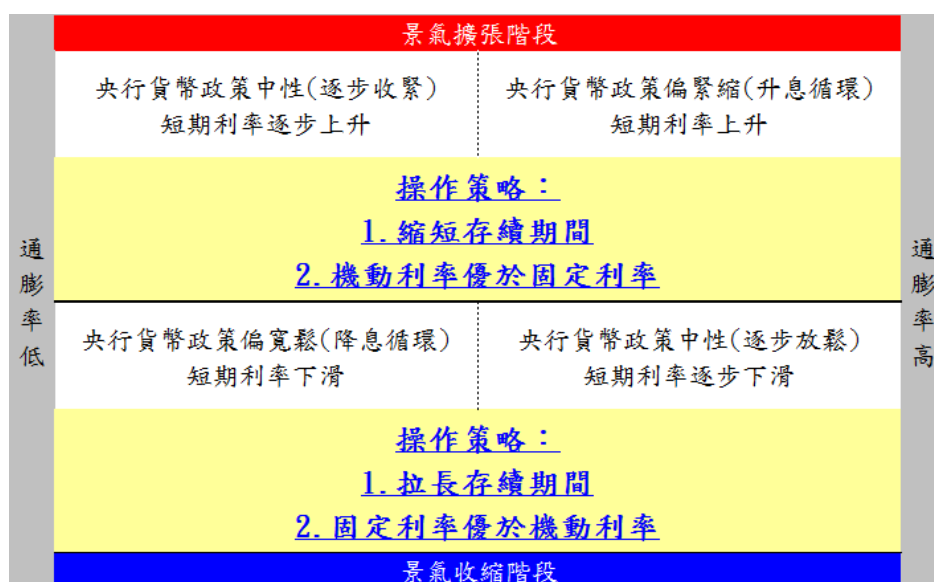 景氣擴張階段
央行貨幣政策中性(逐步收緊)
短期利率逐步上升
央行貨幣政策偏緊縮(升息循環)
短期利率上升
操作策略：
1.縮短存續期間
2.機動利率優於固定利率
通膨率低
通膨率高
央行貨幣政策偏寬鬆(降息循環)
短期利率下滑
央行貨幣政策中性(逐步放鬆)
短期利率逐步下滑
操作策略：
1.拉長存續期間
2.固定利率優於機動利率
景氣收縮階段